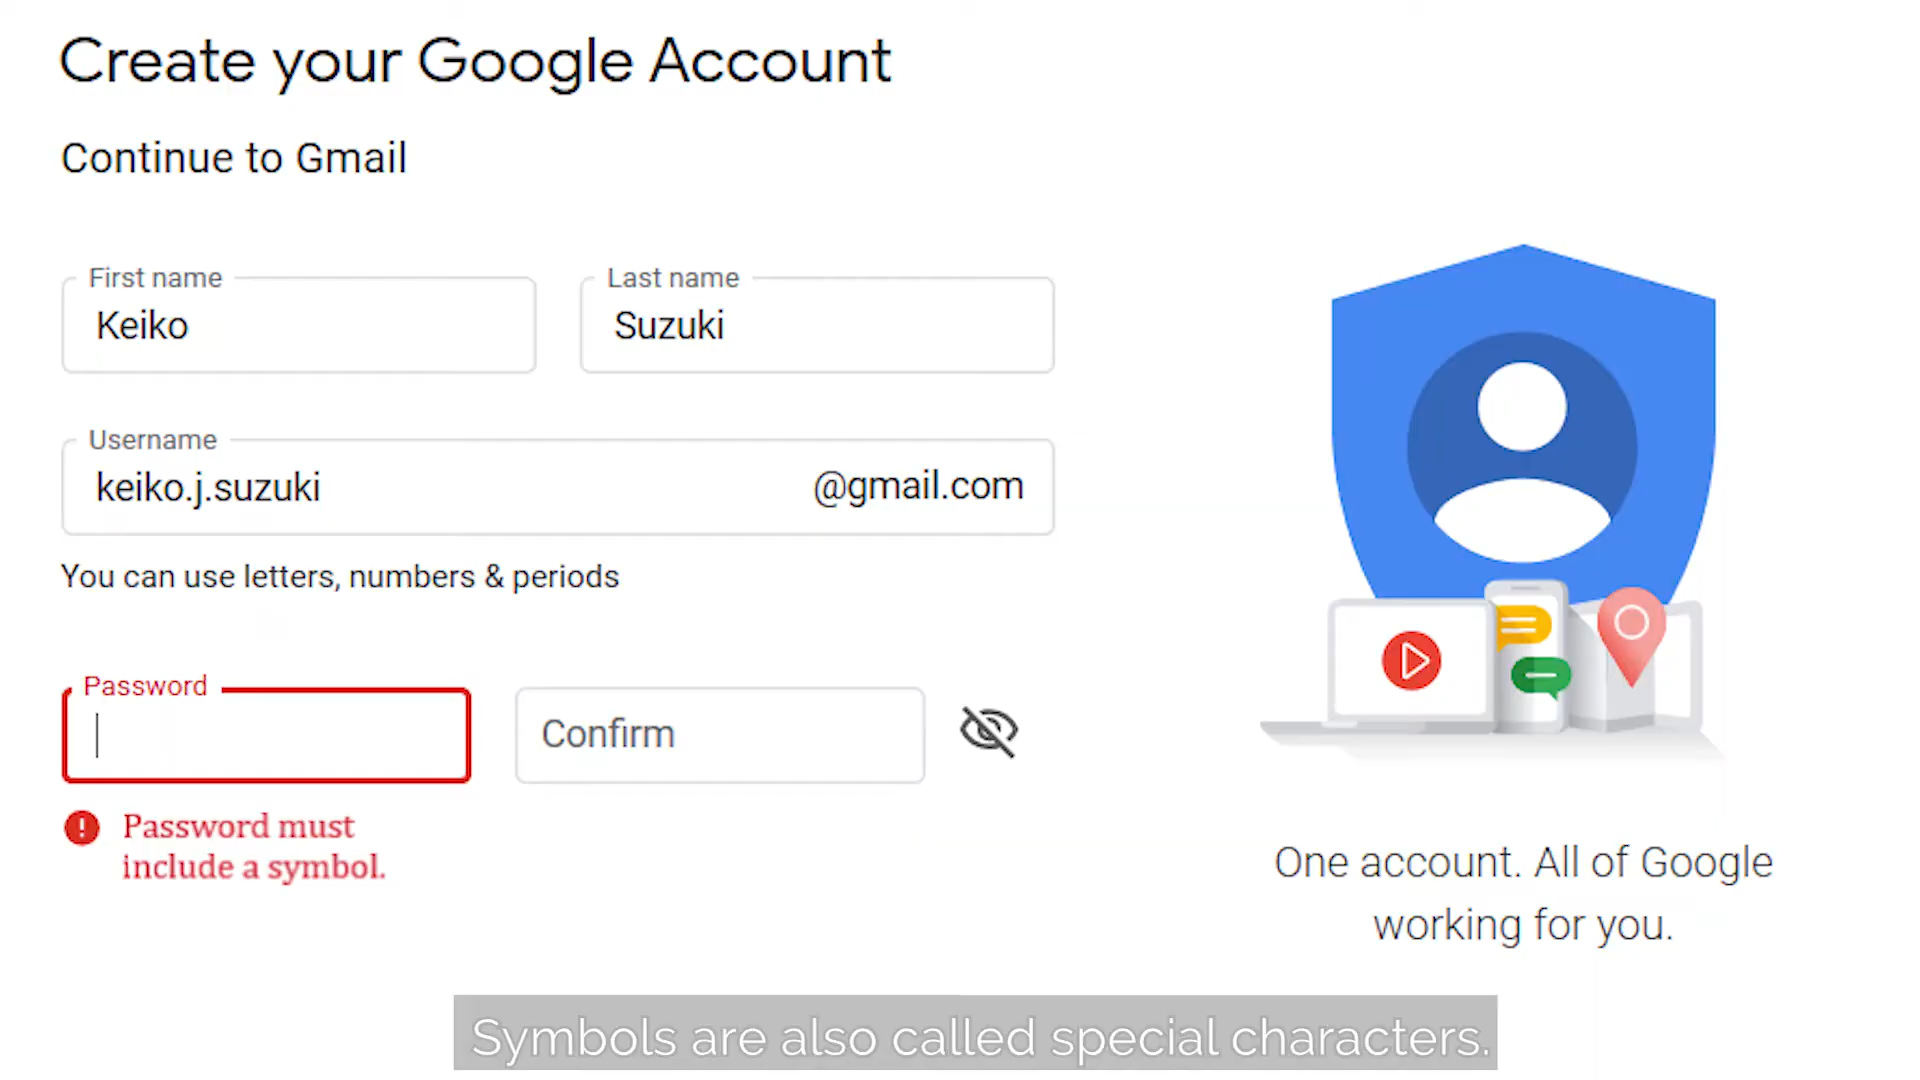 Create your Google Account
Continue to Gmail
First name
Keiko
Last name
Suzuki
Username
keiko.j.suzuki
@gmail.com
You can use letters, numbers & periods
Password
Confirm
Password must
include a symbol.
One account. All of Google
working for you.
Symbols are also called special characters.